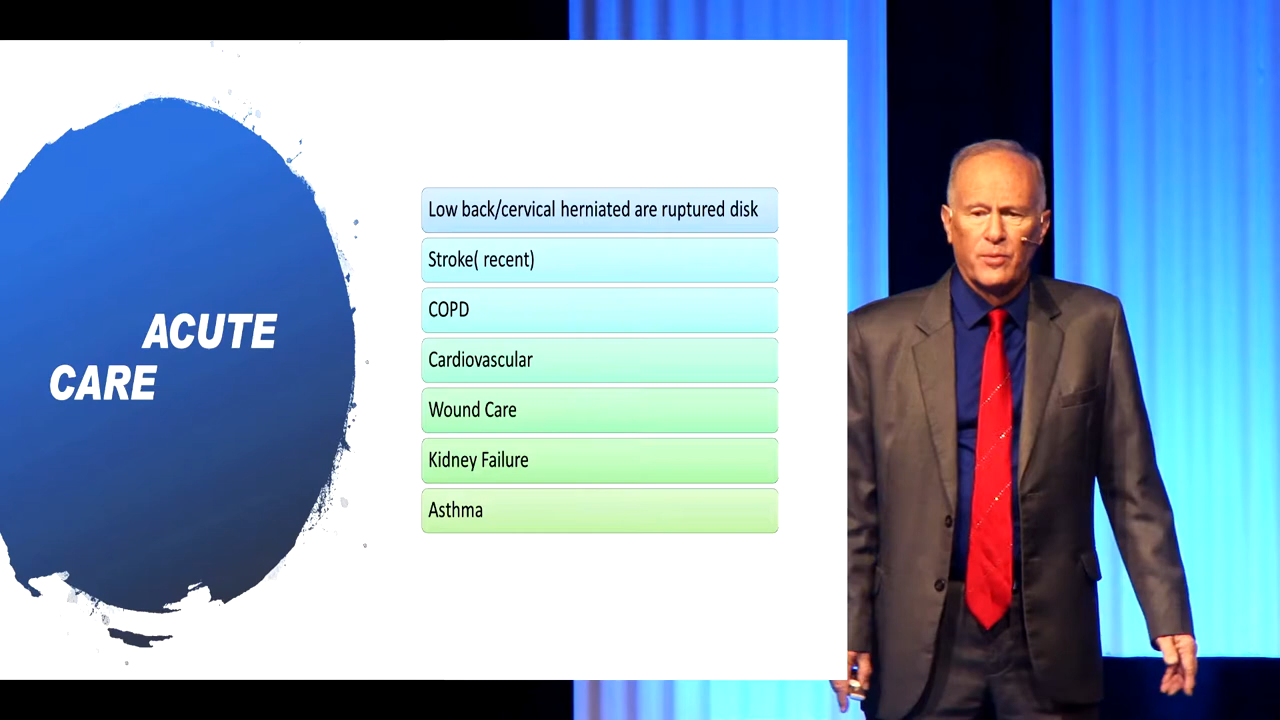 ACUTE
CARE
Low back/cervical herniated are ruptured disk
Stroke( recent)
COPD
Cardiovascular
Wound Care
Kidney Failure
Asthma